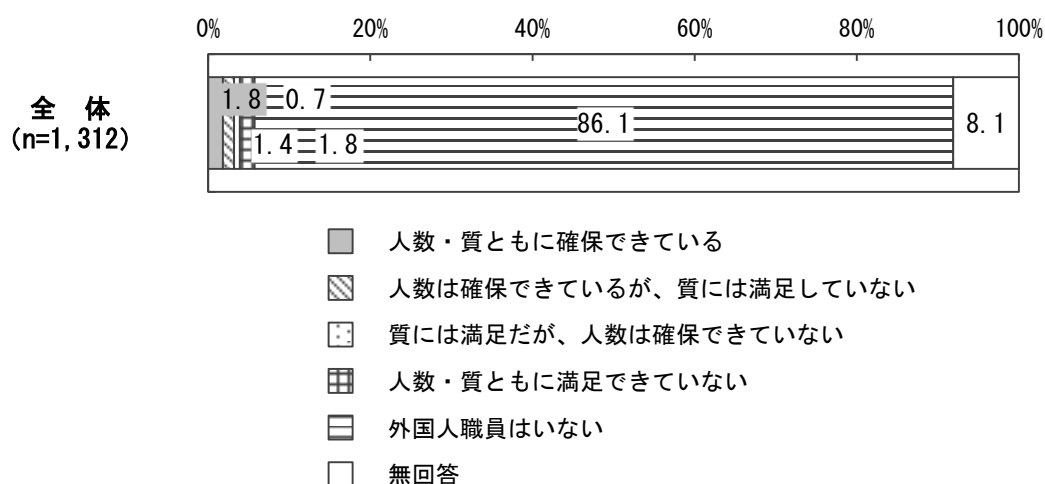 0% 20% 40% 60% 80% 100%
全 体
(n=1,312)
1.8 0.7
86.1
8.1
1.4 1.8
人数・質ともに確保できている
人数は確保できているが、質には満足していない
質には満足だが、人数は確保できていない
人数・質ともに満足できていない
外国人職員はいない
無回答